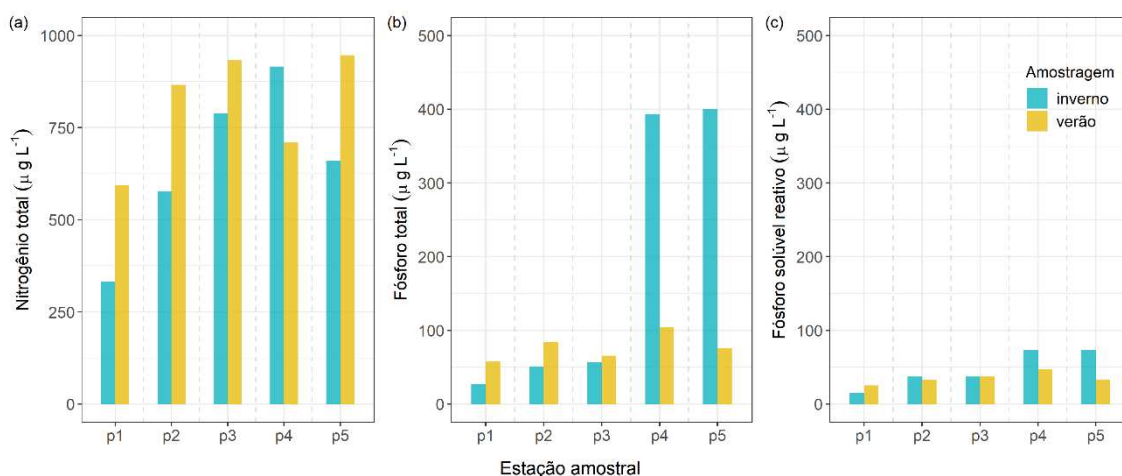 (a)
Nitrogênio total (µ g L⁻¹)
1000
750
500
250
0
p1 p2 p3 p4 p5
(b)
Fósforo total (µ g L⁻¹)
500
400
300
200
100
0
p1 p2 p3 p4 p5
(c)
Fósforo solúvel reativo (µ g L⁻¹)
500
400
300
200
100
0
p1 p2 p3 p4 p5
Amostragem
inverno
verão
Estação amostral